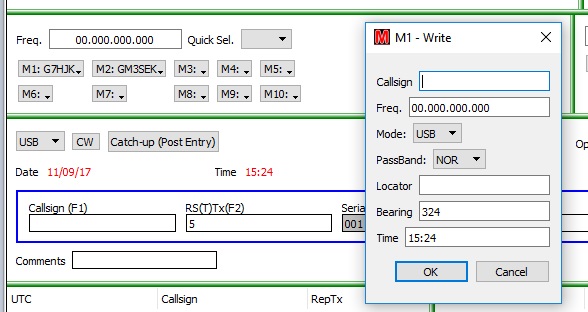 Freq. 00.000.000.000 Quick Sel.
M1: G7HJK M2: GM3SEK M3: M4: M5:
M6: M7: M8: M9: M10:
USB CW Catch-up (Post Entry)
Date 11/09/17 Time 15:24
Callsign (F1) RS(T)Tx(F2) Seria
5 001
Comments
UTC Callsign RepTx
M1 - Write
Callsign
Freq. 00.000.000.000
Mode: USB
PassBand: NOR
Locator
Bearing 324
Time 15:24
OK Cancel
Op